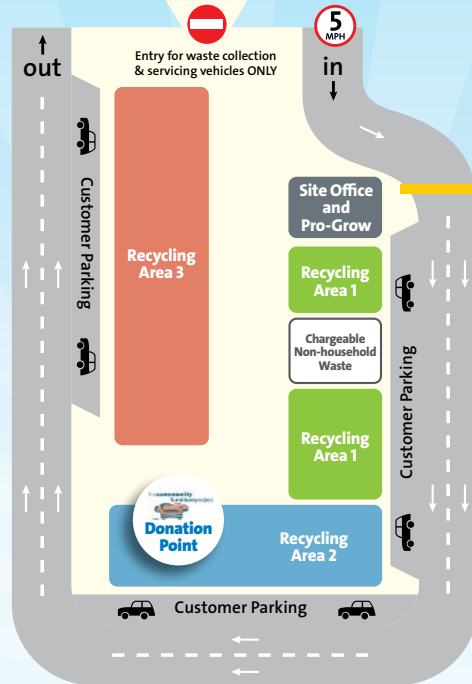 out
Entry for waste collection
& servicing vehicles ONLY
5
MPH
in
Customer Parking
Recycling
Area 3
Site Office
and
Pro-Grow
Recycling
Area 1
Chargeable
Non-household
Waste
Customer Parking
Recycling
Area 1
Donation
Point
Recycling
Area 2
Customer Parking